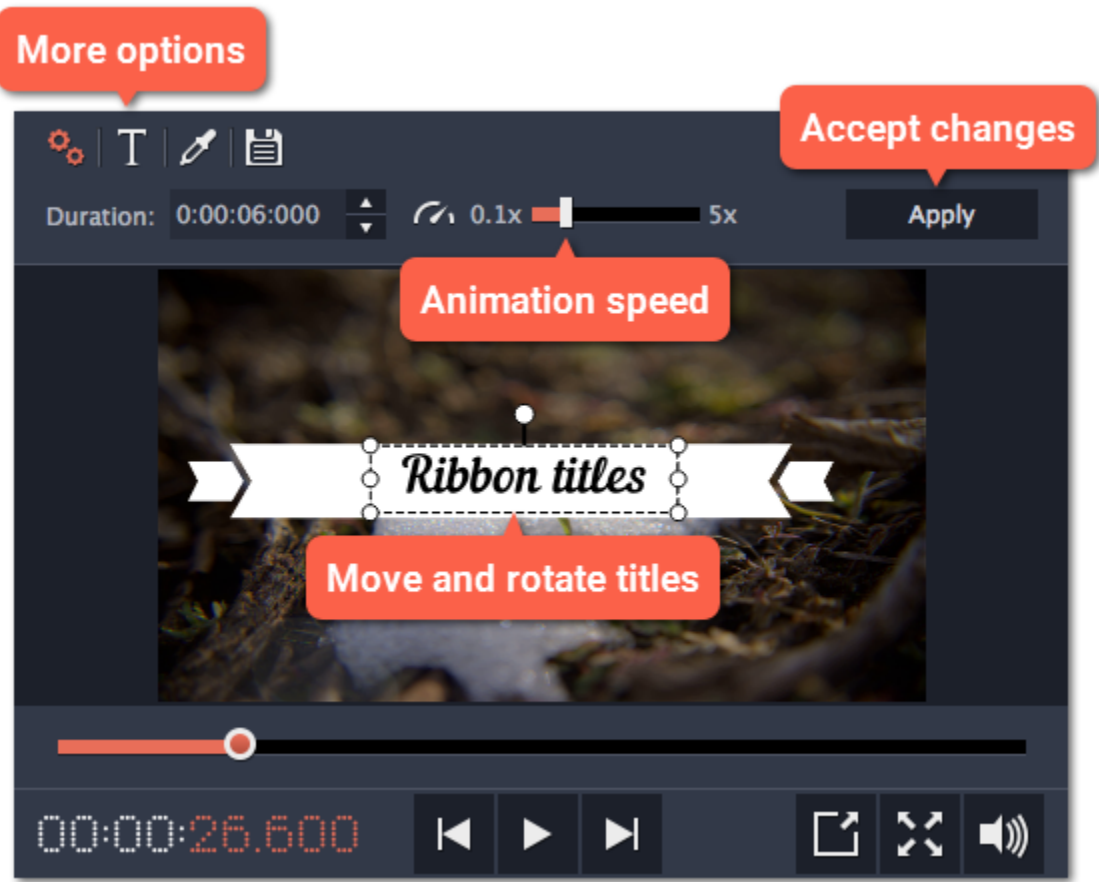 More options
Accept changes
T
Duration: 0:00:06:000 0.1x 5x Apply
Animation speed
Ribbon titles
Move and rotate titles
00:00:26.600